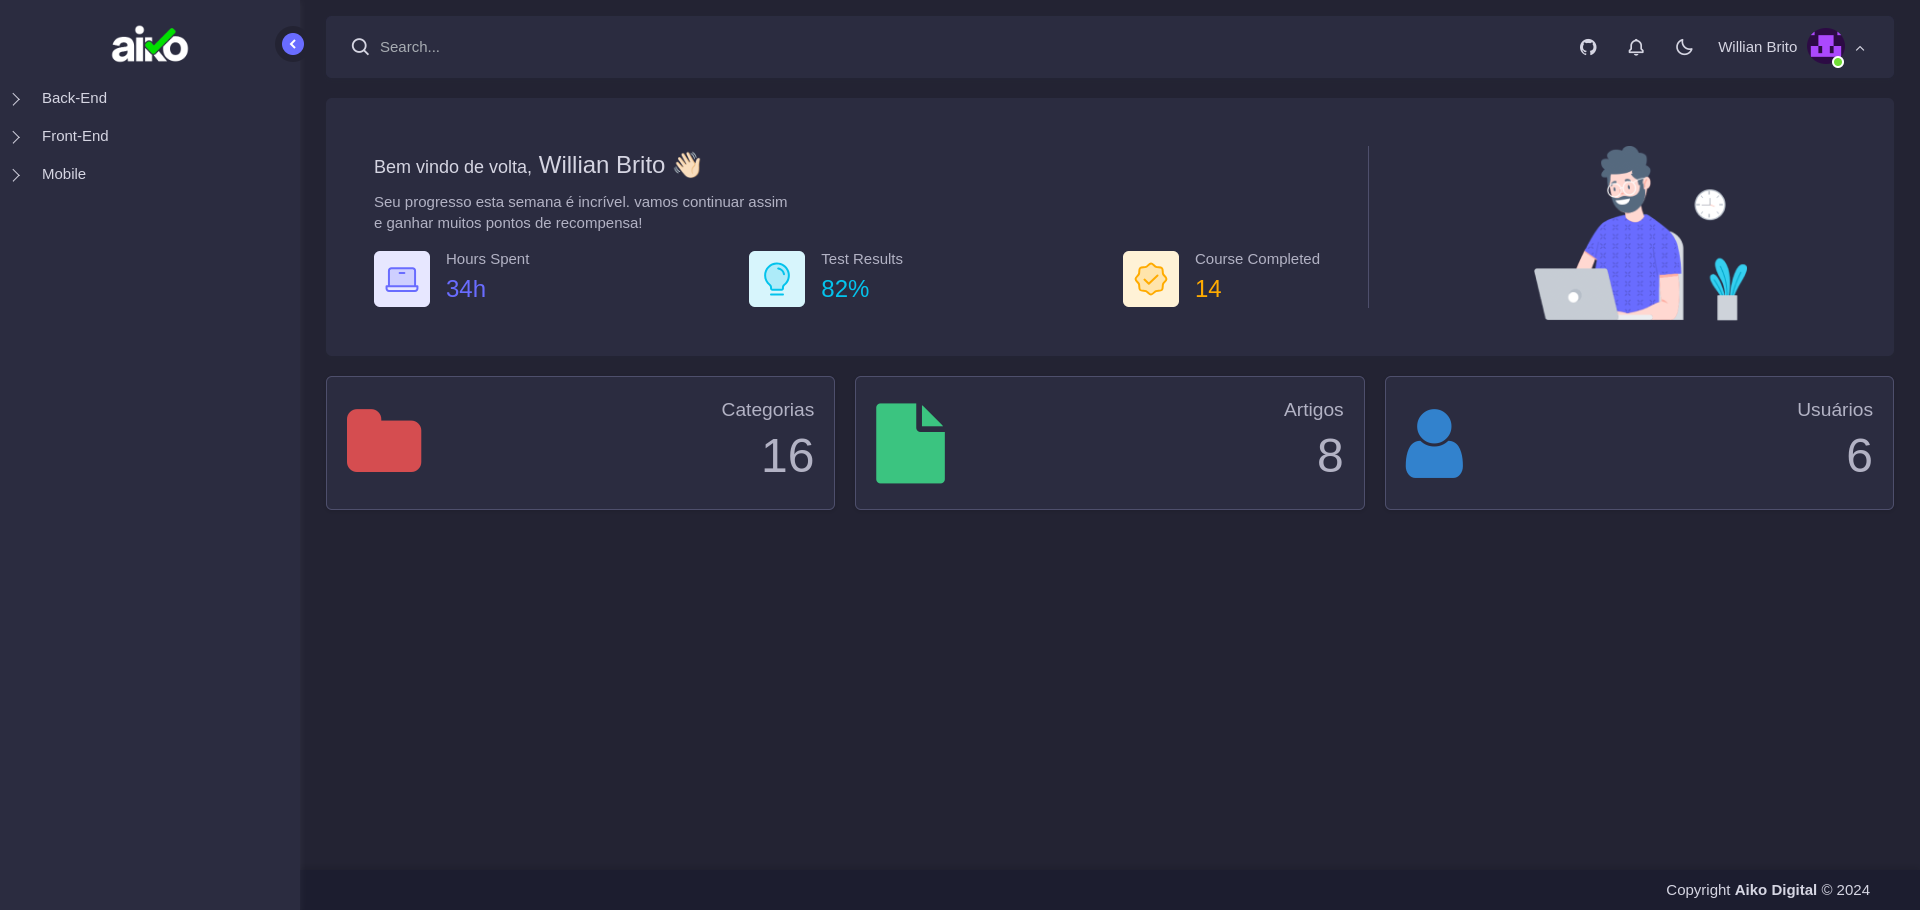 aiko
Back-End
Front-End
Mobile
Search...
Willian Brito
Bem vindo de volta, Willian Brito 👋🏻
Seu progresso esta semana é incrível. vamos continuar assim
e ganhar muitos pontos de recompensa!
Hours Spent
34h
Test Results
82%
Course Completed
14
Categorias
16
Artigos
8
Usuários
6
Copyright Aiko Digital © 2024